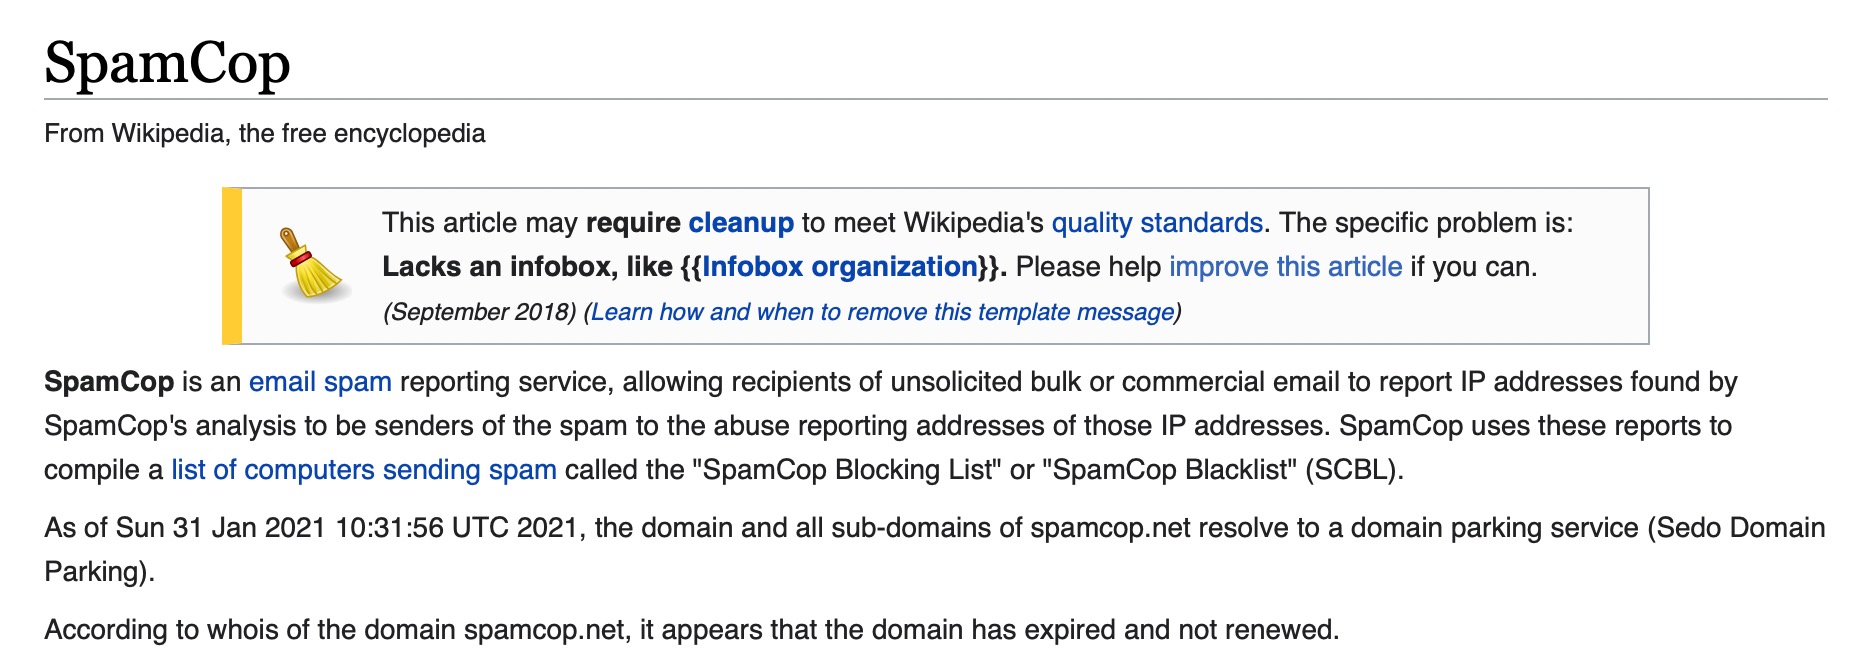 SpamCop
From Wikipedia, the free encyclopedia
This article may require cleanup to meet Wikipedia's quality standards. The specific problem is:
Lacks an infobox, like {{Infobox organization}}. Please help improve this article if you can.
(September 2018) (Learn how and when to remove this template message)
SpamCop is an email spam reporting service, allowing recipients of unsolicited bulk or commercial email to report IP addresses found by
SpamCop's analysis to be senders of the spam to the abuse reporting addresses of those IP addresses. SpamCop uses these reports to
compile a list of computers sending spam called the "SpamCop Blocking List" or "SpamCop Blacklist" (SCBL).
As of Sun 31 Jan 2021 10:31:56 UTC 2021, the domain and all sub-domains of spamcop.net resolve to a domain parking service (Sedo Domain
Parking).
According to whois of the domain spamcop.net, it appears that the domain has expired and not renewed.